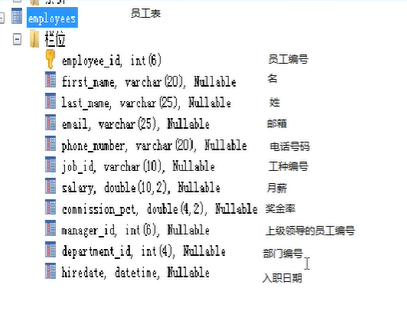 employees 员工表
栏位
employee_id, int(6) 员工编号
first_name, varchar(20), Nullable 名
last_name, varchar(25), Nullable 姓
email, varchar(25), Nullable 邮箱
phone_number, varchar(20), Nullable 电话号码
job_id, varchar(10), Nullable 工种编号
salary, double(10,2), Nullable 月薪
commission_pct, double(4,2), Nullable 奖金率
manager_id, int(6), Nullable 上级领导的员工编号
department_id, int(4), Nullable 部门编号
hiredate, datetime, Nullable 入职日期